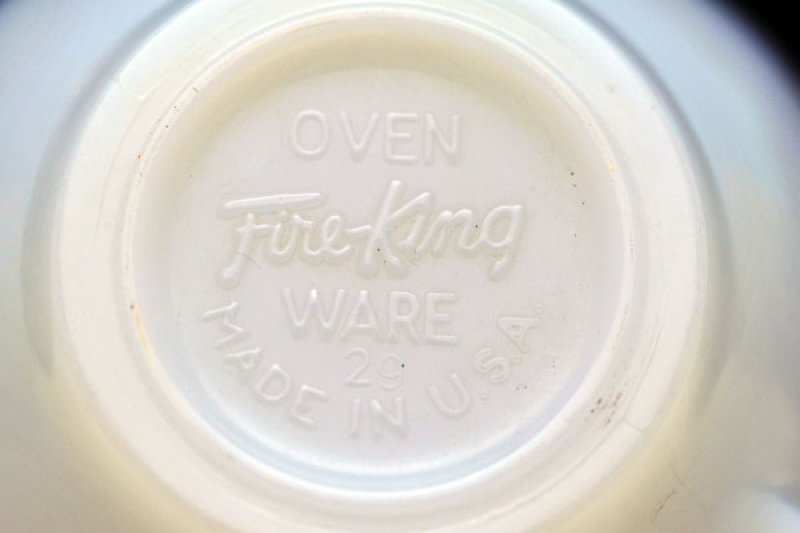 OVEN
Fire-King
WARE
29
MADE IN U.S.A